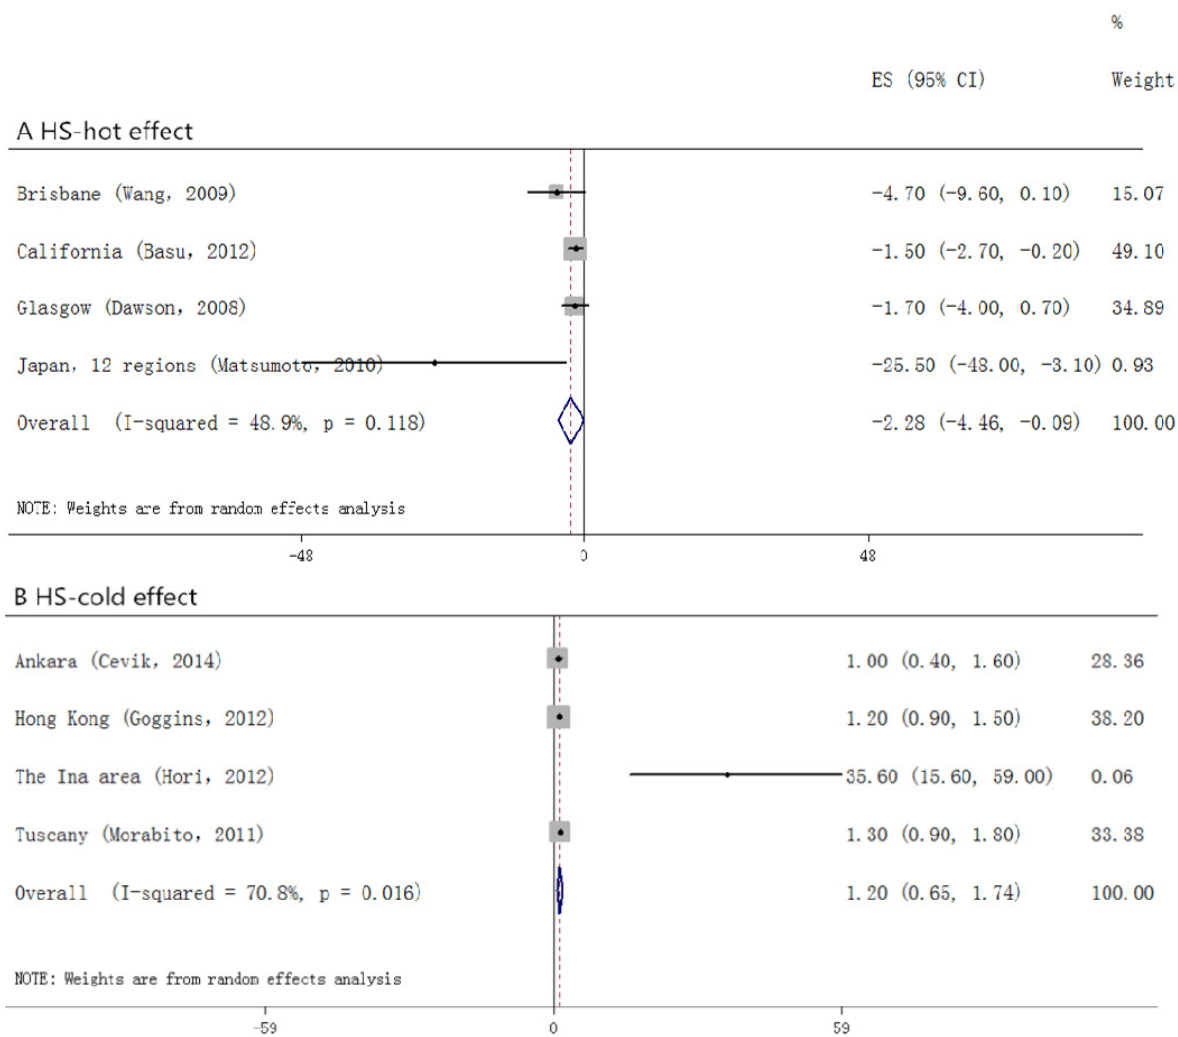 %
ES (95% CI) Weight
A HS-hot effect
Brisbane (Wang, 2009) -4.70 (-9.60, 0.10) 15.07
California (Basu, 2012) -1.50 (-2.70, -0.20) 49.10
Glasgow (Dawson, 2008) -1.70 (-4.00, 0.70) 34.89
Japan, 12 regions (Matsumoto, 2010) -25.50 (-48.00, -3.10) 0.93
Overall (I-squared = 48.9%, p = 0.118) -2.28 (-4.46, -0.09) 100.00
NOTE: Weights are from random effects analysis
-48 0 48
B HS-cold effect
Ankara (Cevik, 2014) 1.00 (0.40, 1.60) 28.36
Hong Kong (Goggins, 2012) 1.20 (0.90, 1.50) 38.20
The Ina area (Hori, 2012) 35.60 (15.60, 59.00) 0.06
Tuscany (Morabito, 2011) 1.30 (0.90, 1.80) 33.38
Overall (I-squared = 70.8%, p = 0.016) 1.20 (0.65, 1.74) 100.00
NOTE: Weights are from random effects analysis
-59 0 59